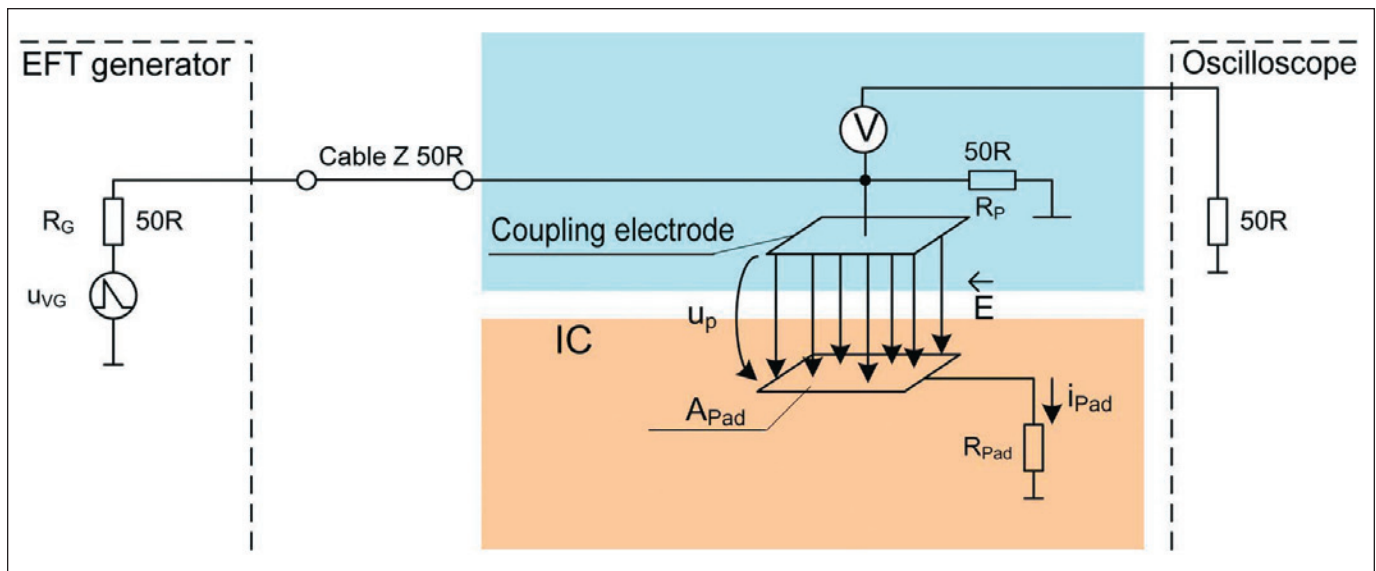 EFT generator
Oscilloscope
Cable Z 50R
V
50R
R_P
R_G
50R
50R
Coupling electrode
u_VG
E
u_p
IC
A_Pad
i_Pad
R_Pad